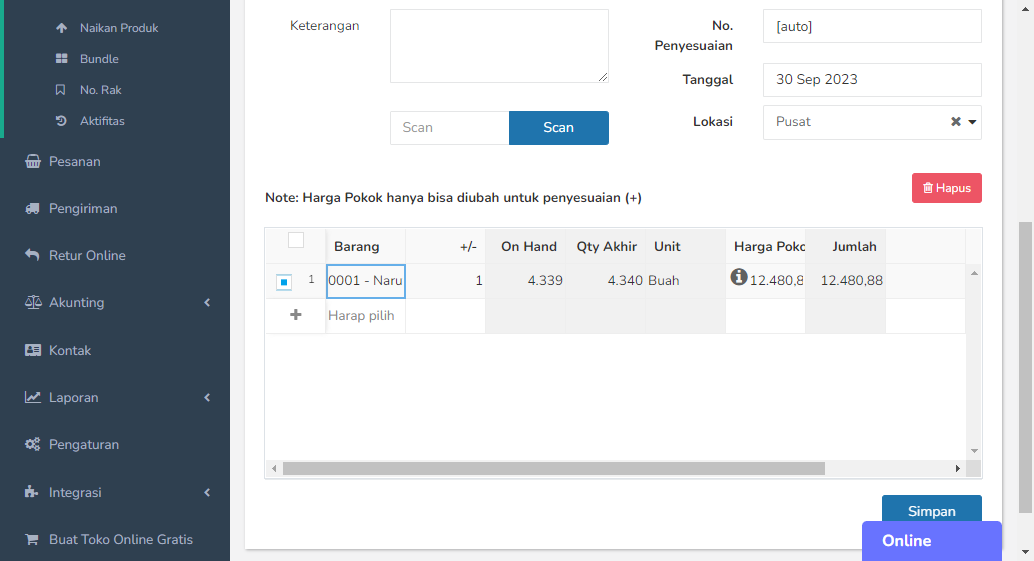 Naikan Produk
Bundle
No. Rak
Aktifitas
Pesanan
Pengiriman
Retur Online
Akunting
Kontak
Laporan
Pengaturan
Integrasi
Buat Toko Online Gratis
Keterangan
No. Penyesuaian
[auto]
Tanggal
30 Sep 2023
Scan
Scan
Lokasi
Pusat
Hapus
Note: Harga Pokok hanya bisa diubah untuk penyesuaian (+)
Barang +/- On Hand Qty Akhir Unit Harga Poko Jumlah
1 0001 - Naru 1 4.339 4.340 Buah 12.480,8 12.480,88
Harap pilih
Simpan
Online